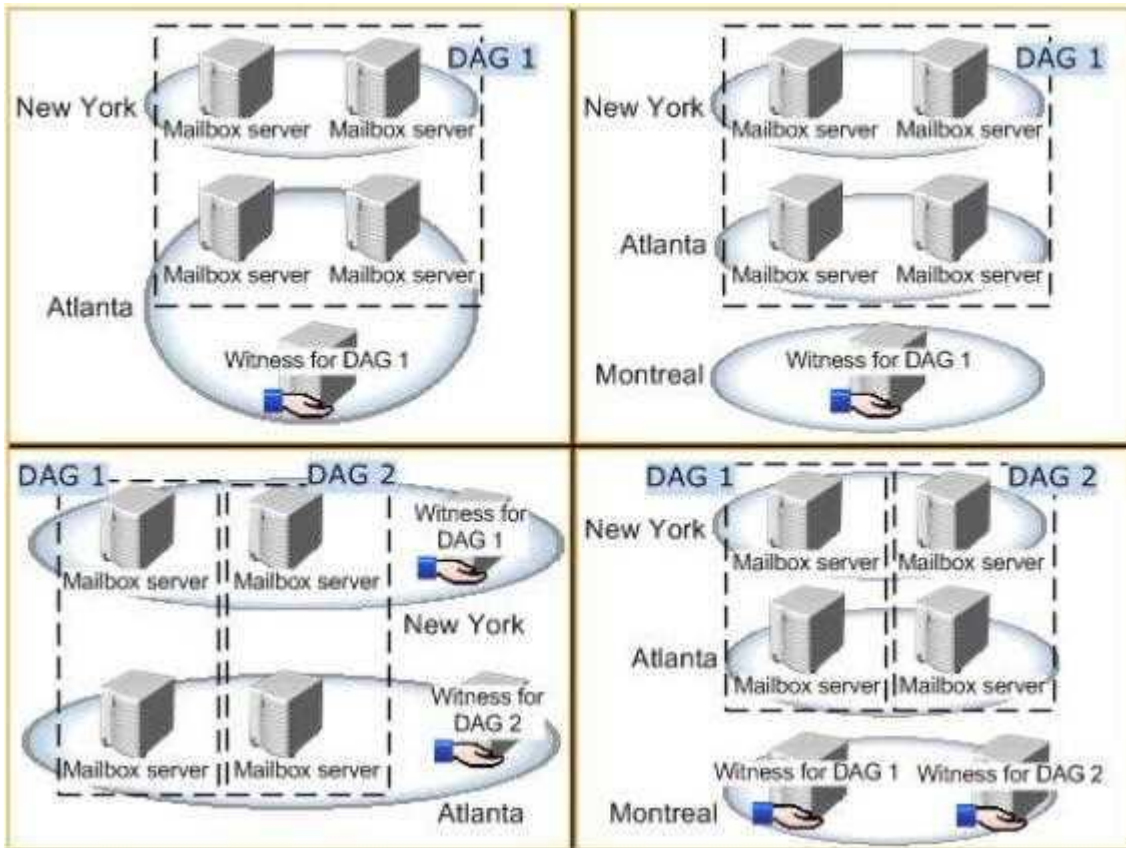 DAG 1
New York
Mailbox server Mailbox server
Mailbox server Mailbox server
Atlanta
Witness for DAG 1
DAG 1
New York
Mailbox server Mailbox server
Atlanta
Mailbox server Mailbox server
Montreal
Witness for DAG 1
DAG 1 DAG 2
Witness for
DAG 1
Mailbox server Mailbox server
New York
Witness for
DAG 2
Mailbox server Mailbox server
Atlanta
DAG 1 DAG 2
New York
Mailbox server Mailbox server
Atlanta
Mailbox server Mailbox server
Witness for DAG 1 Witness for DAG 2
Montreal